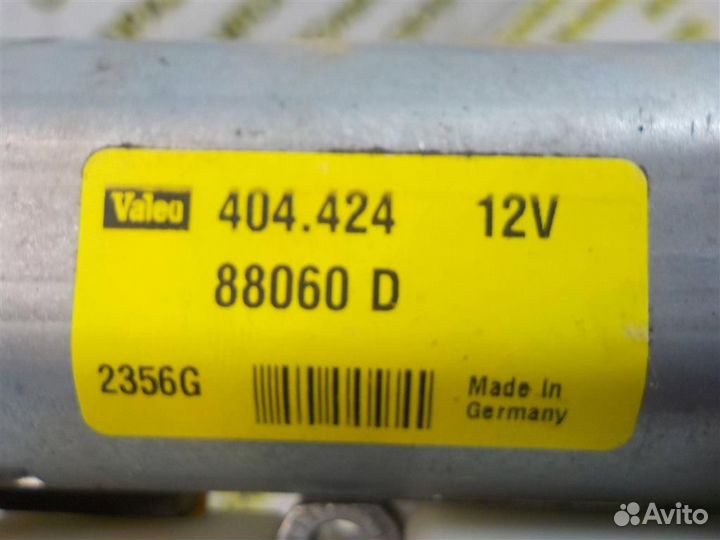 Valeo 404.424 12V
88060 D
2356G Made in
Germany
Avito